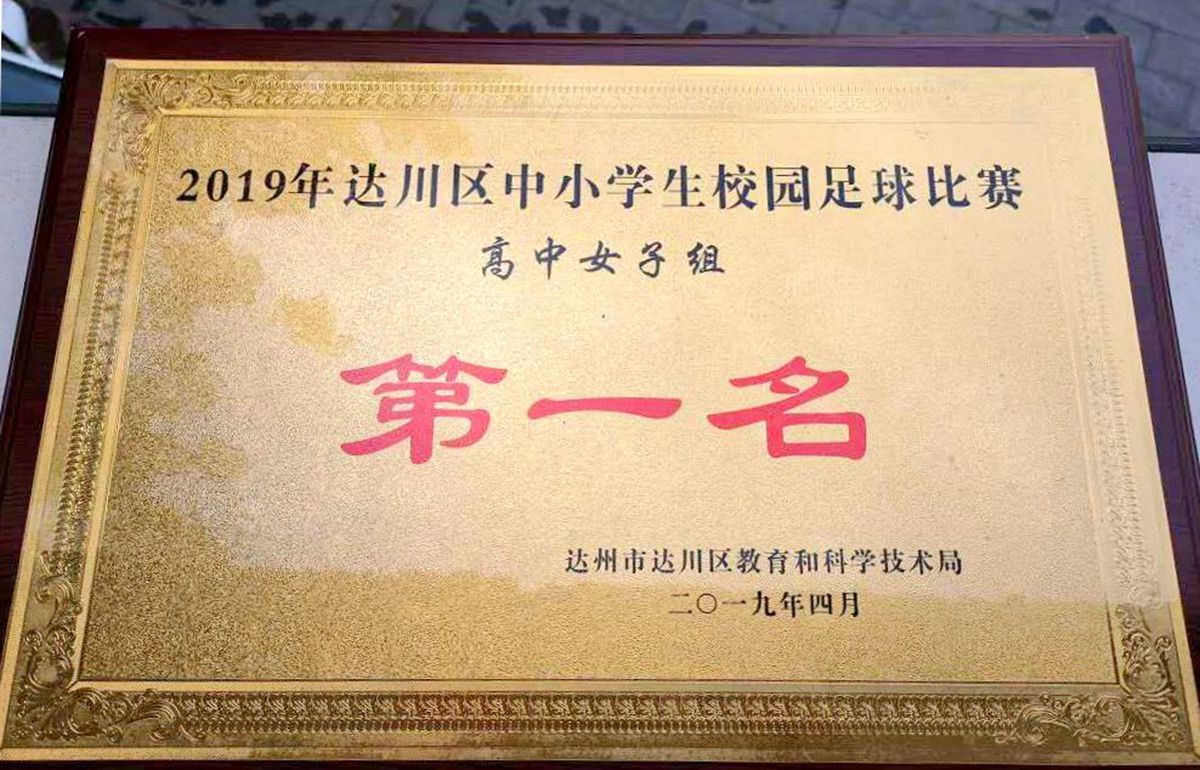 2019年达川区中小学生校园足球比赛
高中女子组
第一名
达州市达川区教育和科学技术局
二〇一九年四月